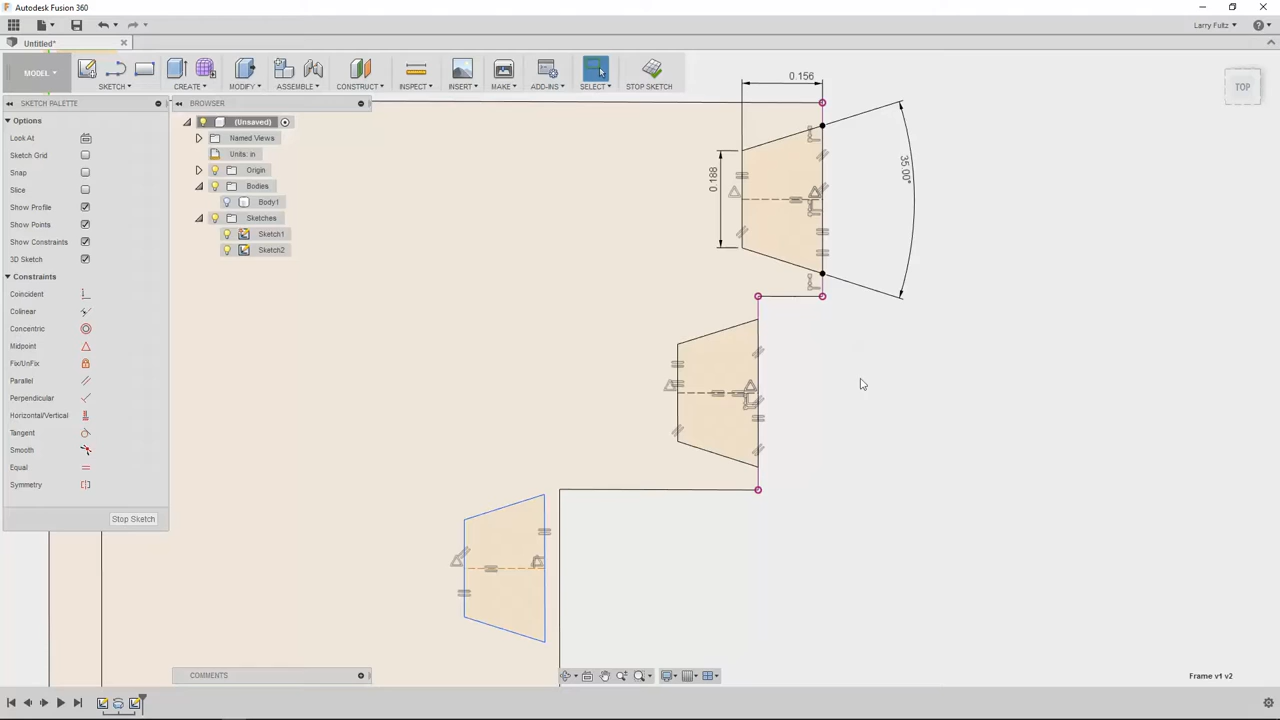 Autodesk Fusion 360
Larry Fultz
Untitled*
MODEL
SKETCH
CREATE
MODIFY
ASSEMBLE
CONSTRUCT
INSPECT
INSERT
MAKE
ADD-INS
SELECT
STOP SKETCH
TOP
SKETCH PALETTE
Options
Look At
Sketch Grid
Snap
Slice
Show Profile
Show Points
Show Constraints
3D Sketch
Constraints
Coincident
Colinear
Concentric
Midpoint
Fix/UnFix
Parallel
Perpendicular
Horizontal/Vertical
Tangent
Smooth
Equal
Symmetry
Stop Sketch
BROWSER
(Unsaved)
Named Views
Units: in
Origin
Bodies
Body1
Sketches
Sketch1
Sketch2
0.156
0.188
35.00°
COMMENTS
Frame v1 v2